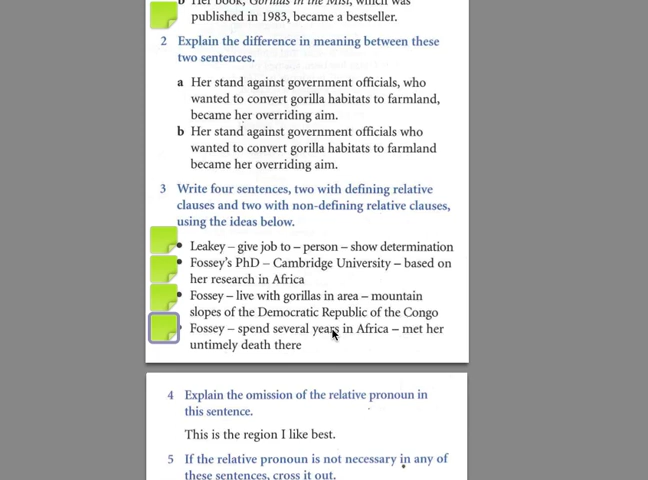 b Her book, Gorillas in the Mist, which was
published in 1983, became a bestseller.
2 Explain the difference in meaning between these
two sentences.
a Her stand against government officials, who
wanted to convert gorilla habitats to farmland,
became her overriding aim.
b Her stand against government officials who
wanted to convert gorilla habitats to farmland
became her overriding aim.
3 Write four sentences, two with defining relative
clauses and two with non-defining relative clauses,
using the ideas below.
• Leakey – give job to – person – show determination
• Fossey's PhD – Cambridge University – based on
her research in Africa
• Fossey – live with gorillas in area – mountain
slopes of the Democratic Republic of the Congo
Fossey – spend several years in Africa – met her
untimely death there
4 Explain the omission of the relative pronoun in
this sentence.
This is the region I like best.
5 If the relative pronoun is not necessary in any of
these sentences, cross it out.